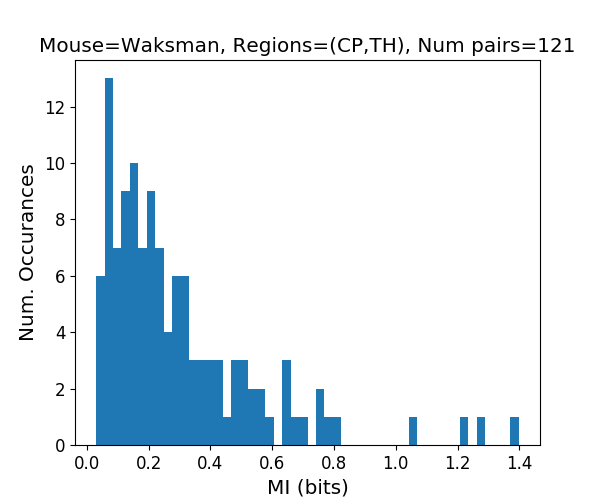 Mouse=Waksman, Regions=(CP,TH), Num pairs=121
Num. Occurances
12
10
8
6
4
2
0
0.0 0.2 0.4 0.6 0.8 1.0 1.2 1.4
MI (bits)